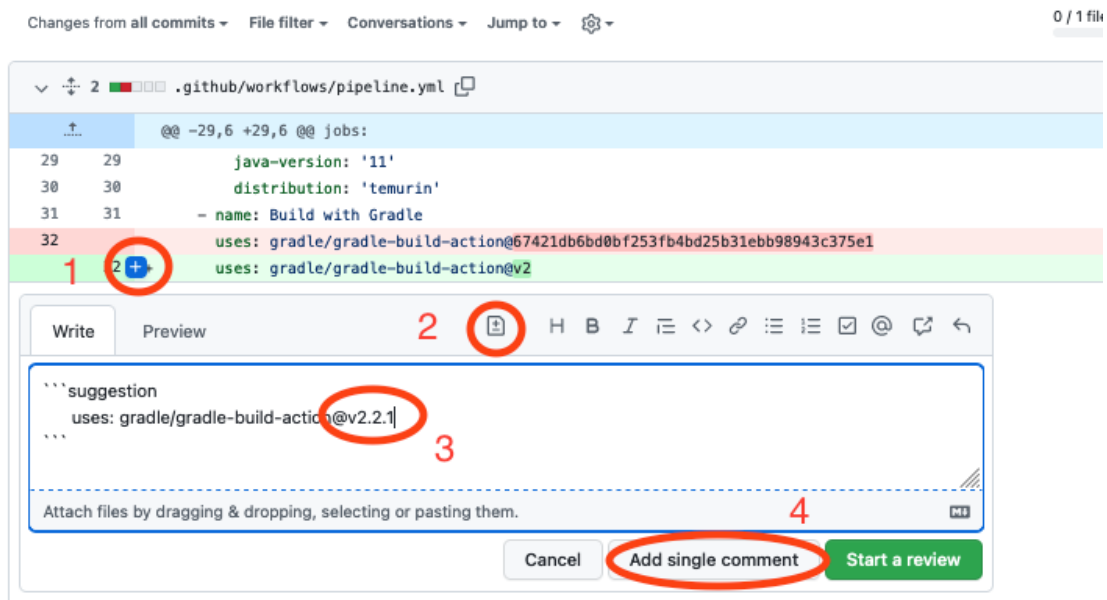 Changes from all commits File filter Conversations Jump to
0 / 1 file
2 .github/workflows/pipeline.yml
@@ -29,6 +29,6 @@ jobs:
29 29 java-version: '11'
30 30 distribution: 'temurin'
31 31 - name: Build with Gradle
32 uses: gradle/gradle-build-action@67421db6bd0bf253fb4bd25b31ebb98943c375e1
1 2 + uses: gradle/gradle-build-action@v2
Write Preview 2 H B I <> @
```suggestion
uses: gradle/gradle-build-action@v2.2.1
```
3
Attach files by dragging & dropping, selecting or pasting them.
4
Cancel Add single comment Start a review